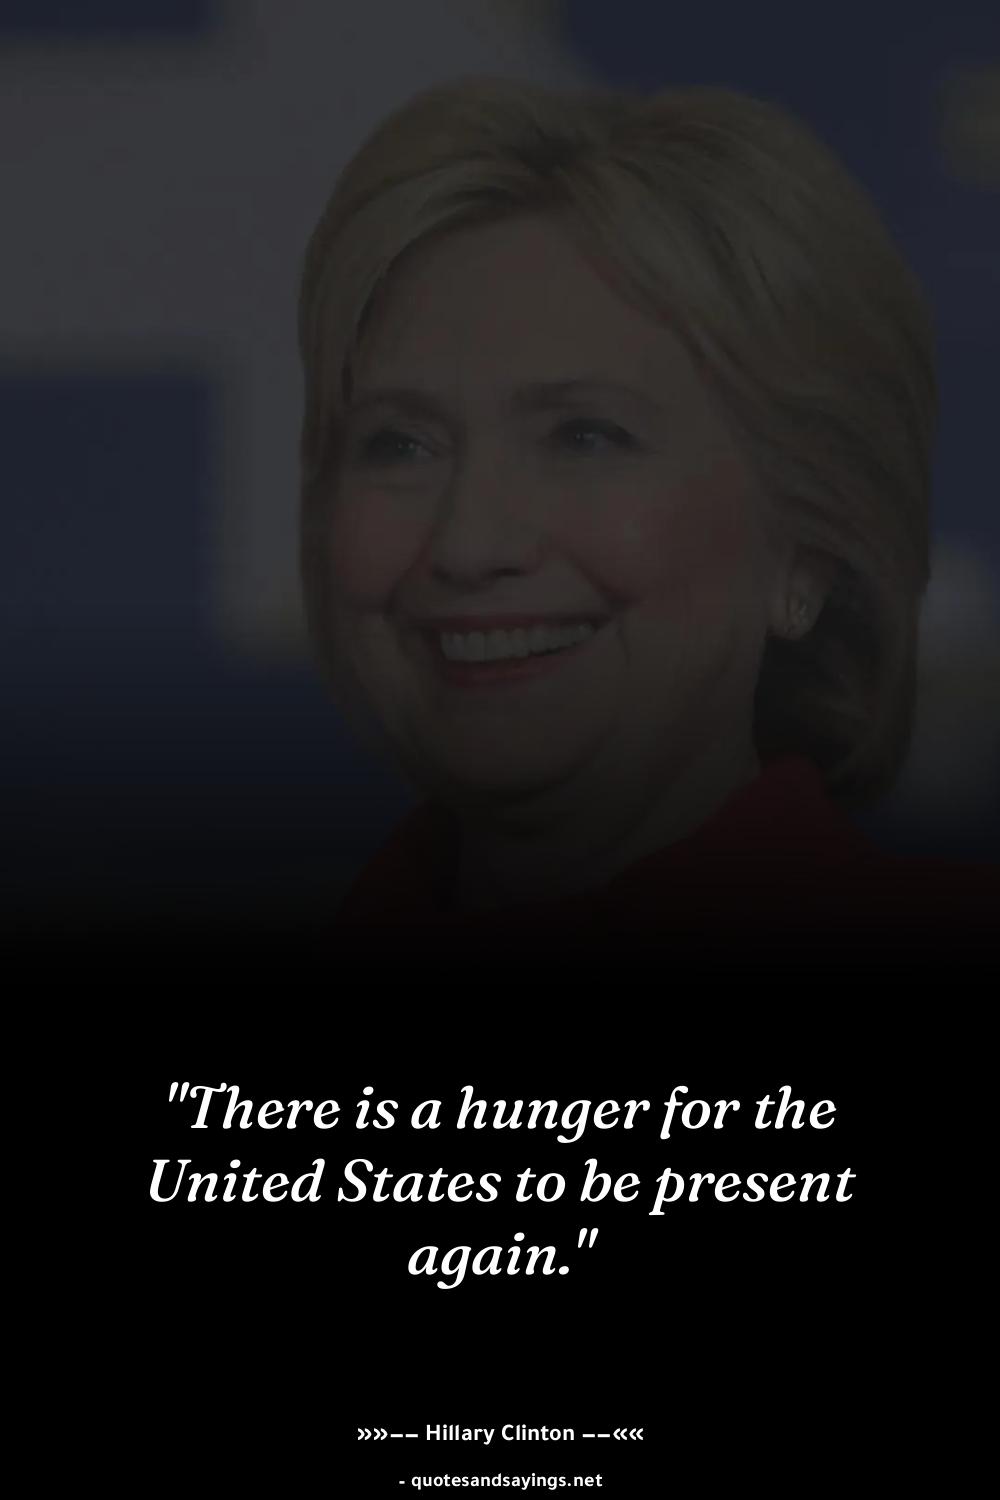 "There is a hunger for the
United States to be present
again."
»»−− Hillary Clinton −−««
- quotesandsayings.net